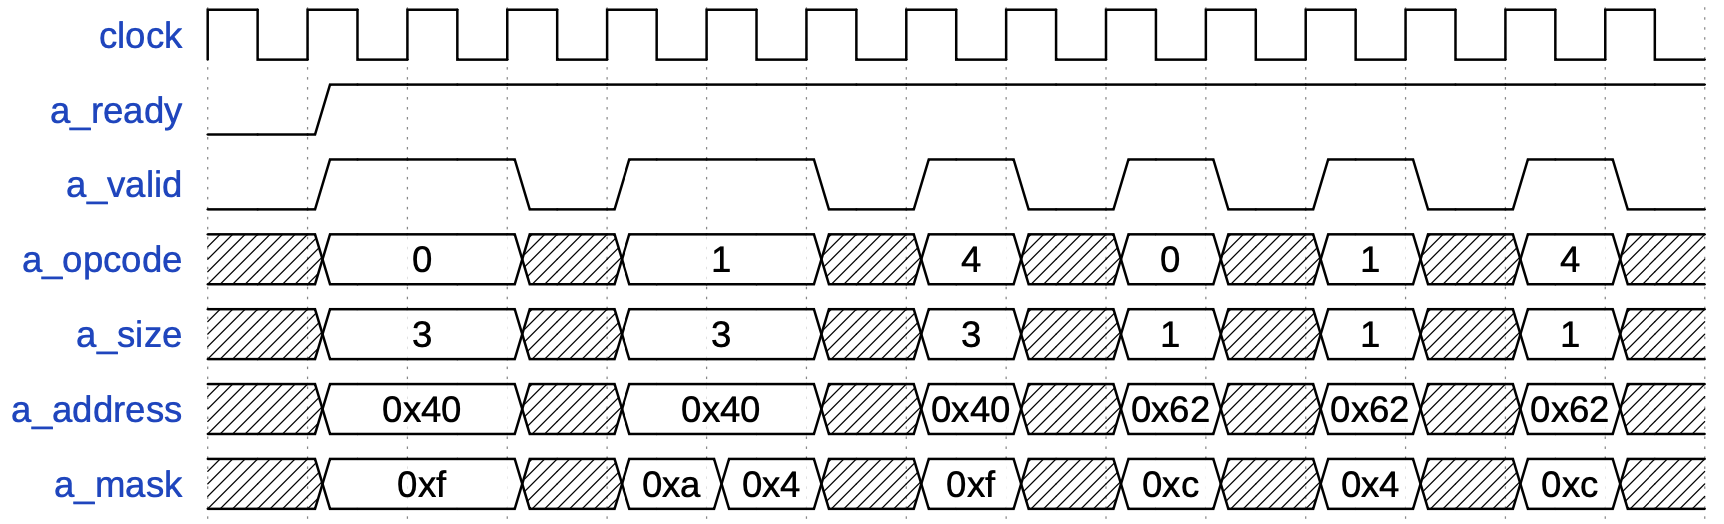 clock
a_ready
a_valid
a_opcode 0 1 4 0 1 4
a_size 3 3 3 1 1 1
a_address 0x40 0x40 0x40 0x62 0x62 0x62
a_mask 0xf 0xa 0x4 0xf 0xc 0x4 0xc